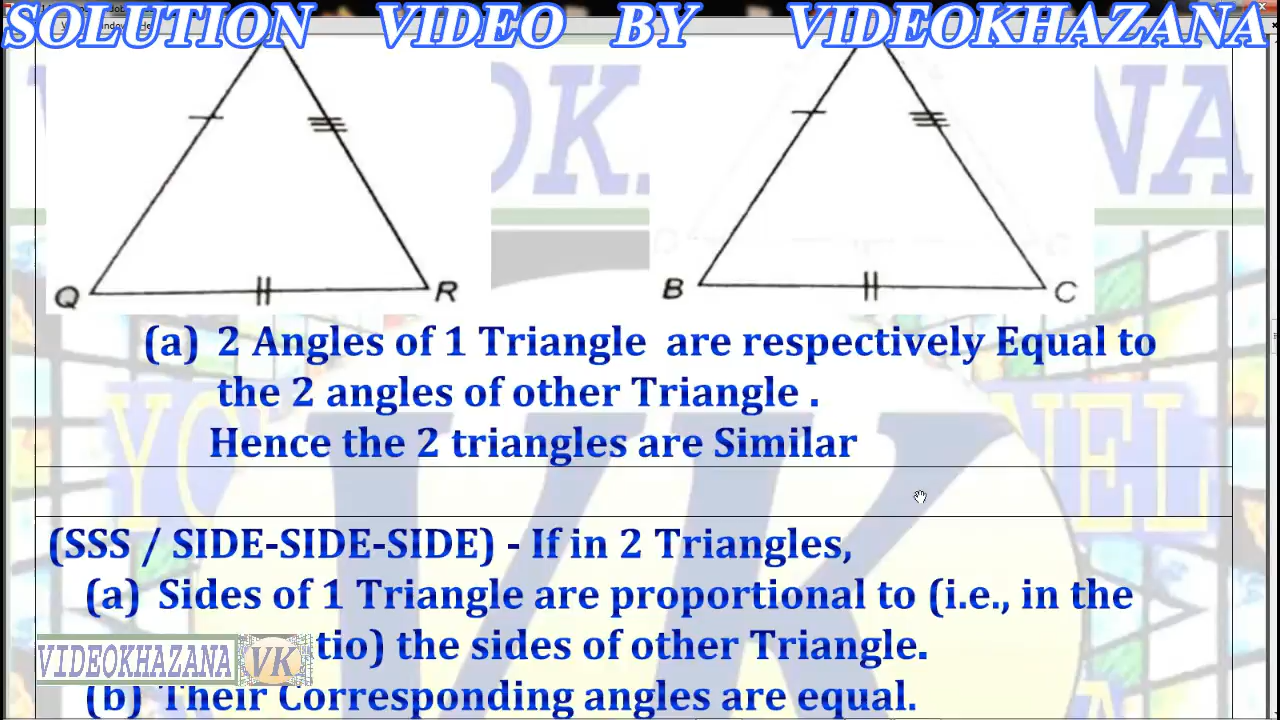 SOLUTION VIDEO BY VIDEOKHAZANA
Q R B C
(a) 2 Angles of 1 Triangle are respectively Equal to
the 2 angles of other Triangle .
Hence the 2 triangles are Similar
(SSS / SIDE-SIDE-SIDE) - If in 2 Triangles,
(a) Sides of 1 Triangle are proportional to (i.e., in the
tio) the sides of other Triangle.
VIDEOKHAZANA VK
(b) Their Corresponding angles are equal.